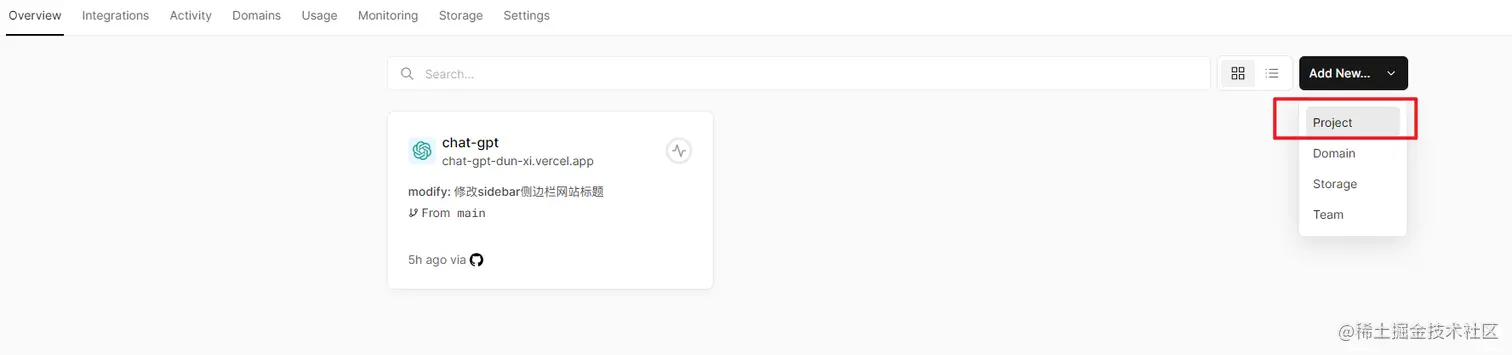 Overview Integrations Activity Domains Usage Monitoring Storage Settings
Search...
Add New...
Project
Domain
Storage
Team
chat-gpt
chat-gpt-dun-xi.vercel.app
modify: 修改sidebar侧边栏网站标题
From main
5h ago via
@稀土掘金技术社区